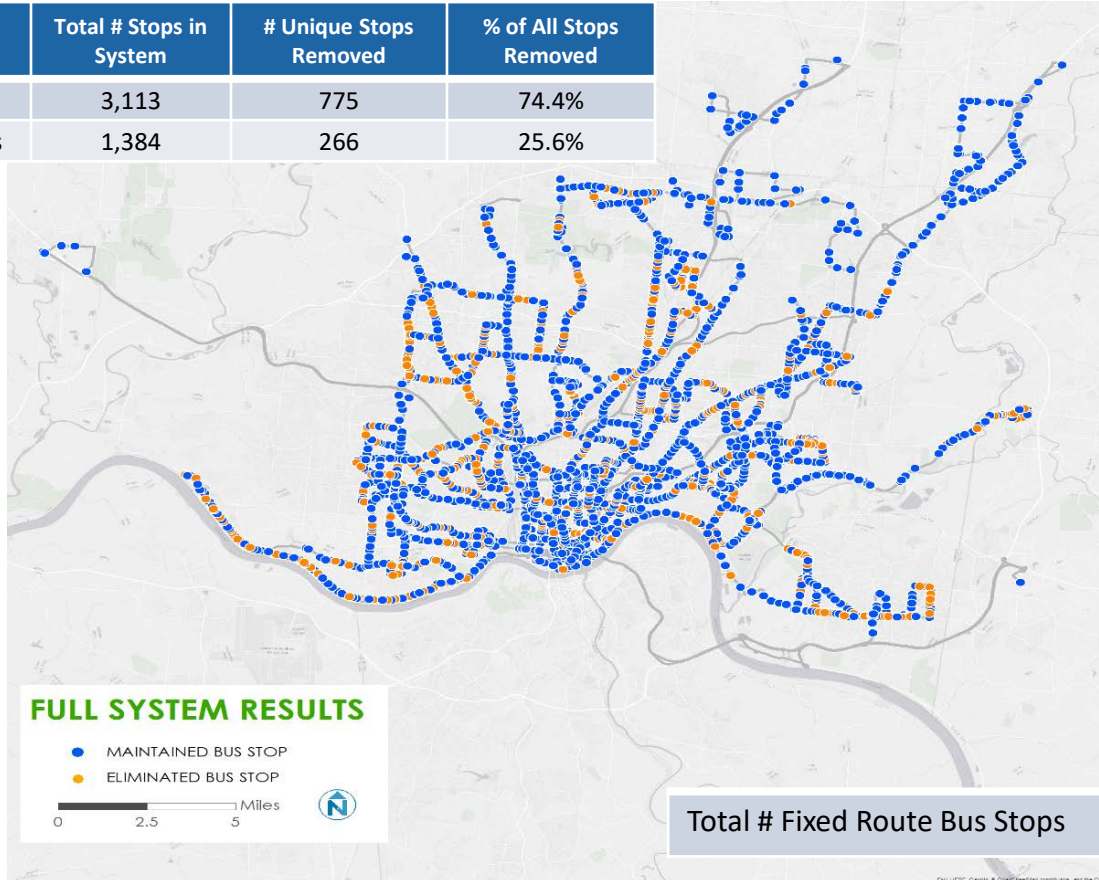 Total # Stops in System
# Unique Stops Removed
% of All Stops Removed
3,113 775 74.4%
s 1,384 266 25.6%
FULL SYSTEM RESULTS
MAINTAINED BUS STOP
ELIMINATED BUS STOP
Miles
0 2.5 5
N
Total # Fixed Route Bus Stops